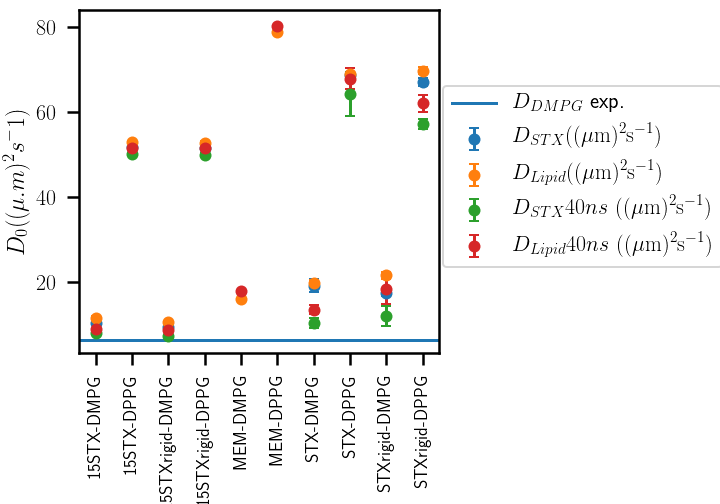 80
60
40
20
D₀((μ.m)²s⁻1)
15STX-DMPG
15STX-DPPG
5STXrigid-DMPG
15STXrigid-DPPG
MEM-DMPG
MEM-DPPG
STX-DMPG
STX-DPPG
STXrigid-DMPG
STXrigid-DPPG
D_DMPG exp.
D_STX((μm)²s⁻¹)
D_Lipid((μm)²s⁻¹)
D_STX40ns ((μm)²s⁻¹)
D_Lipid40ns ((μm)²s⁻¹)